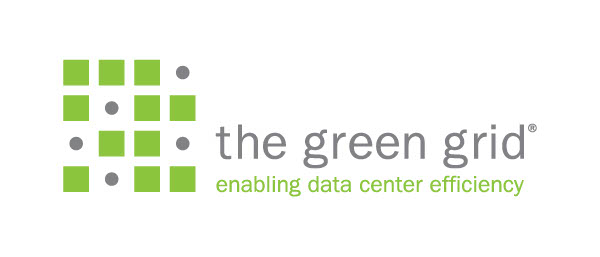 the green grid®
enabling data center efficiency